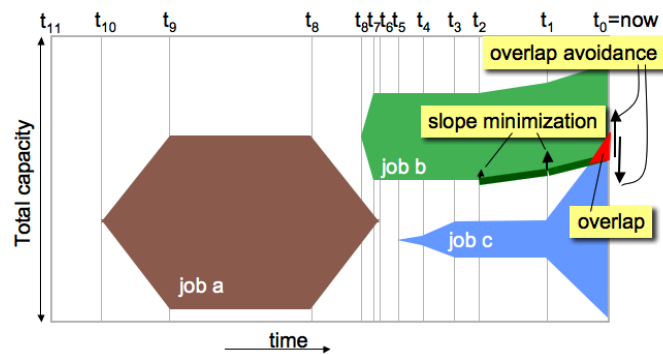 t11 t10 t9 t8 t8 t7 t6 t5 t4 t3 t2 t1 t0=now
overlap avoidance
slope minimization
Total capacity
job b
overlap
job c
job a
time